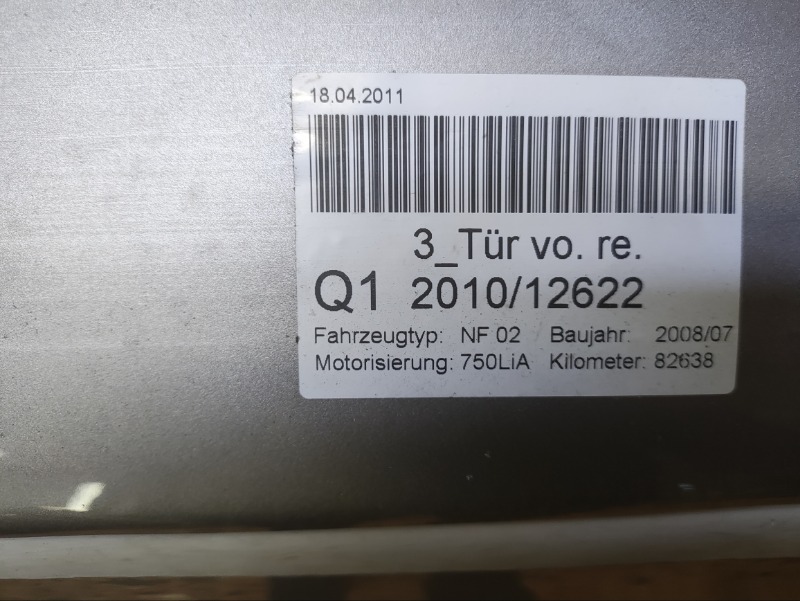 18.04.2011
3_Tür vo. re.
Q1 2010/12622
Fahrzeugtyp: NF 02 Baujahr: 2008/07
Motorisierung: 750LiA Kilometer: 82638